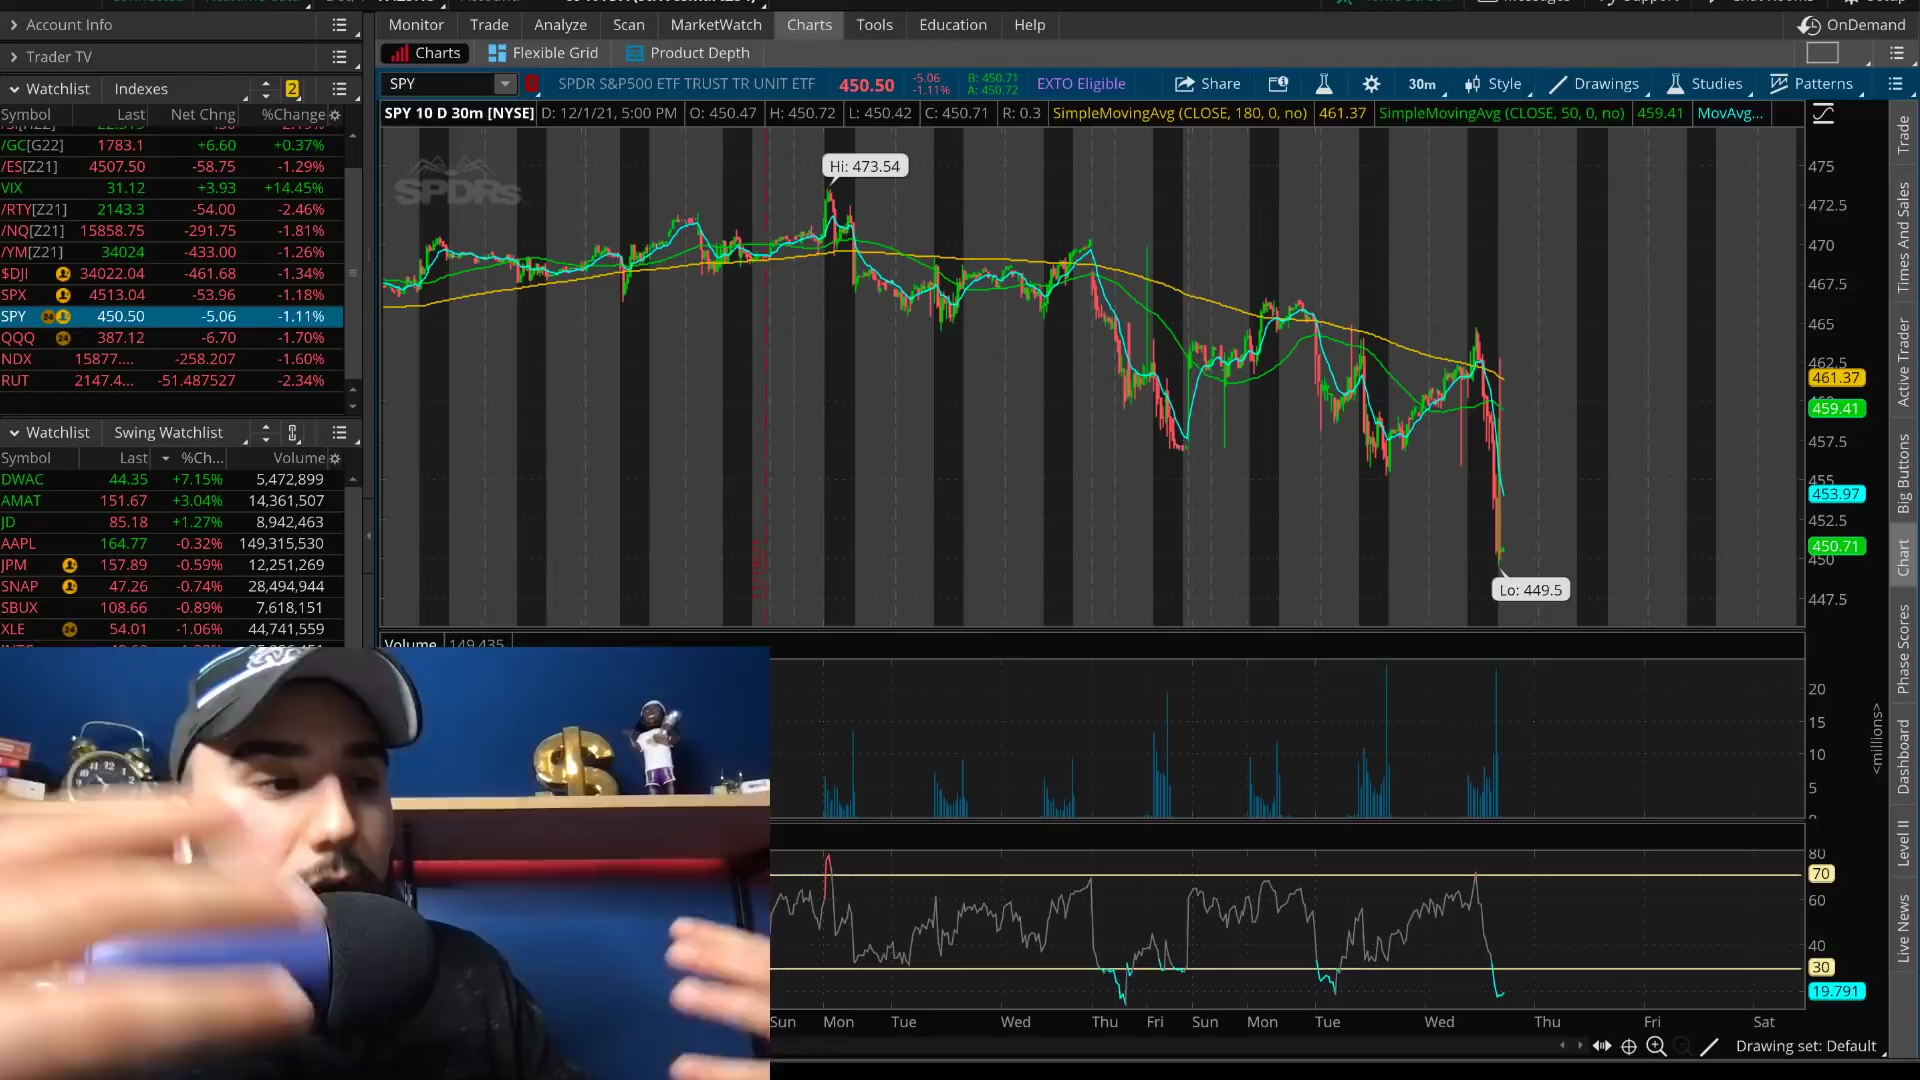 Account Info
Trader TV
Watchlist Indexes 2
Symbol Last Net Chng %Change
/GC[G22] 1783.1 +6.60 +0.37%
/ES[Z21] 4507.50 -58.75 -1.29%
VIX 31.12 +3.93 +14.45%
/RTY[Z21] 2143.3 -54.00 -2.46%
/NQ[Z21] 15858.75 -291.75 -1.81%
/YM[Z21] 34024 -433.00 -1.26%
$DJI 34022.04 -461.68 -1.34%
SPX 4513.04 -53.96 -1.18%
SPY 24 450.50 -5.06 -1.11%
QQQ 24 387.12 -6.70 -1.70%
NDX 15877.... -258.207 -1.60%
RUT 2147.4... -51.487527 -2.34%
Watchlist Swing Watchlist
Symbol Last %Ch... Volume
DWAC 44.35 +7.15% 5,472,899
AMAT 151.67 +3.04% 14,361,507
JD 85.18 +1.27% 8,942,463
AAPL 164.77 -0.32% 149,315,530
JPM 157.89 -0.59% 12,251,269
SNAP 47.26 -0.74% 28,494,944
SBUX 108.66 -0.89% 7,618,151
XLE 24 54.01 -1.06% 44,741,559
Monitor Trade Analyze Scan MarketWatch Charts Tools Education Help
OnDemand
Charts Flexible Grid Product Depth
SPY SPDR S&P500 ETF TRUST TR UNIT ETF 450.50 -5.06 -1.11% B: 450.71 A: 450.72 EXTO Eligible Share 30m Style Drawings Studies Patterns
SPY 10 D 30m [NYSE] D: 12/1/21, 5:00 PM O: 450.47 H: 450.72 L: 450.42 C: 450.71 R: 0.3 SimpleMovingAvg (CLOSE, 180, 0, no) 461.37 SimpleMovingAvg (CLOSE, 50, 0, no) 459.41 MovAvg...
SPDRs
Hi: 473.54
Lo: 449.5
475
472.5
470
467.5
465
462.5
461.37
459.41
457.5
455
453.97
452.5
450.71
450
447.5
Volume 149,435
20
15
10
5
0
<millions>
80
70
60
40
30
19.791
Sun Mon Tue Wed Thu Fri Sun Mon Tue Wed Thu Fri Sat
Drawing set: Default
Trade
Times And Sales
Active Trader
Big Buttons
Chart
Phase Scores
Dashboard
Level II
Live News